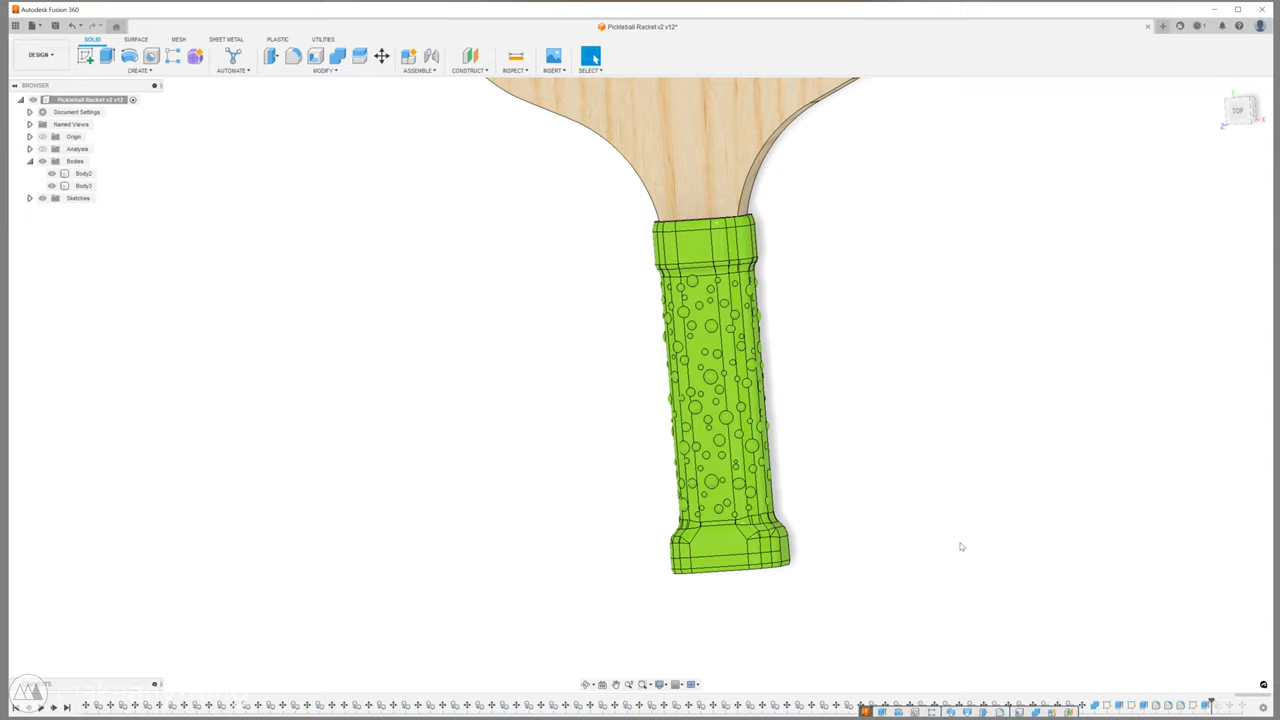 Autodesk Fusion 360
Pickleball Racket v2 v12*
DESIGN
SOLID SURFACE MESH SHEET METAL PLASTIC UTILITIES
CREATE AUTOMATE MODIFY ASSEMBLE CONSTRUCT INSPECT INSERT SELECT
BROWSER
Pickleball Racket v2 v12
Document Settings
Named Views
Origin
Analysis
Bodies
Body2
Body3
Sketches
TOP
Y
X
Z
1